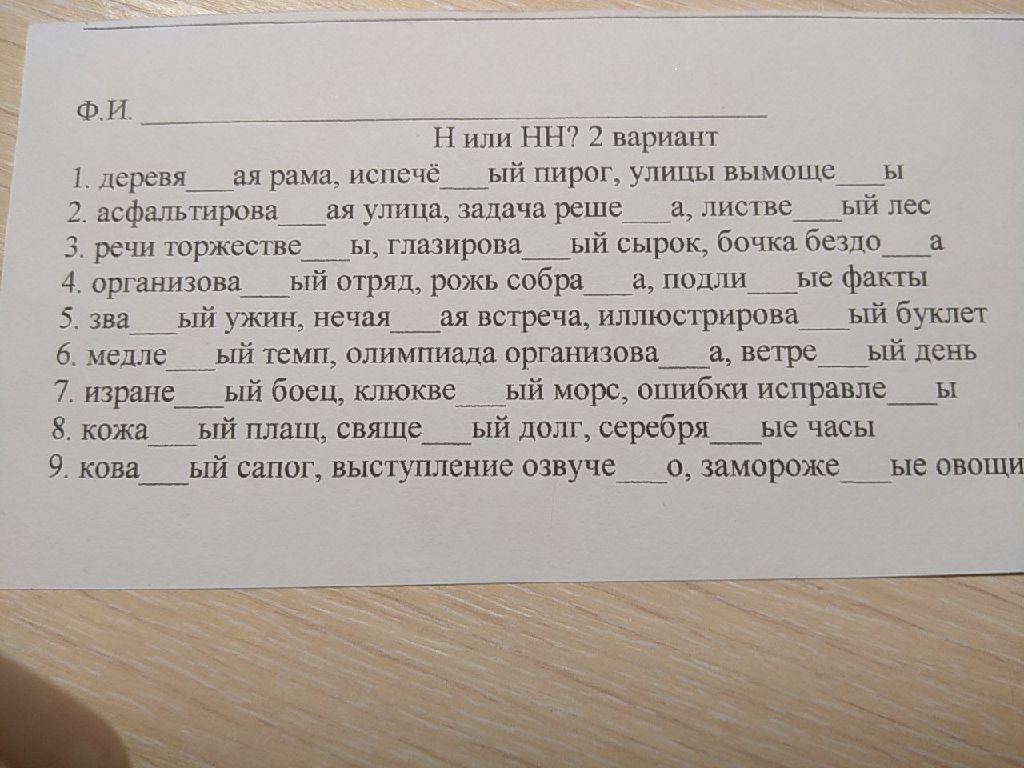 Ф.И. ___
Н или НН? 2 вариант
1. деревя___ая рама, испечё___ый пирог, улицы вымоще___ы
2. асфальтирова___ая улица, задача реше___а, листве___ый лес
3. речи торжестве___ы, глазирова___ый сырок, бочка бездо___а
4. организова___ый отряд, рожь собра___а, подли___ые факты
5. зва___ый ужин, нечая___ая встреча, иллюстрирова___ый буклет
6. медле___ый темп, олимпиада организова___а, ветре___ый день
7. изране___ый боец, клюкве___ый морс, ошибки исправле___ы
8. кожа___ый плащ, свяще___ый долг, серебря___ые часы
9. кова___ый сапог, выступление озвуче___о, замороже___ые овощи